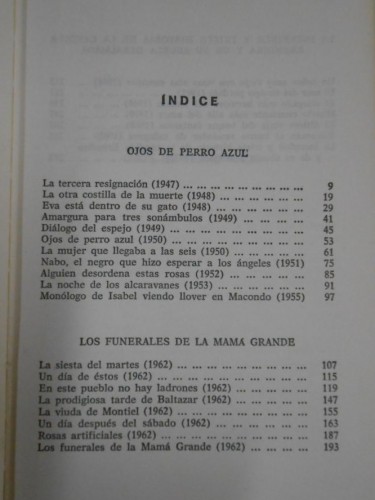 ÍNDICE
OJOS DE PERRO AZUL
La tercera resignación (1947) ... ... ... ... ... ... ... ... 9
La otra costilla de la muerte (1948) ... ... ... ... ... ... 19
Eva está dentro de su gato (1948) ... ... ... ... ... ... 29
Amargura para tres sonámbulos (1949) ... ... ... ... ... 41
Diálogo del espejo (1949) ... ... ... ... ... ... ... ... 45
Ojos de perro azul (1950) ... ... ... ... ... ... ... ... 53
La mujer que llegaba a las seis (1950) ... ... ... ... ... 61
Nabo, el negro que hizo esperar a los ángeles (1951) 75
Alguien desordena estas rosas (1952) ... ... ... ... ... 85
La noche de los alcaravanes (1953) ... ... ... ... ... ... 91
Monólogo de Isabel viendo llover en Macondo (1955) 97
LOS FUNERALES DE LA MAMÁ GRANDE
La siesta del martes (1962) ... ... ... ... ... ... ... ... 107
Un día de éstos (1962) ... ... ... ... ... ... ... ... ... 115
En este pueblo no hay ladrones (1962) ... ... ... ... ... 119
La prodigiosa tarde de Baltazar (1962) ... ... ... ... ... 147
La viuda de Montiel (1962) ... ... ... ... ... ... ... ... 155
Un día después del sábado (1962) ... ... ... ... ... ... 163
Rosas artificiales (1962) ... ... ... ... ... ... ... ... 187
Los funerales de la Mamá Grande (1962) ... ... ... ... 193